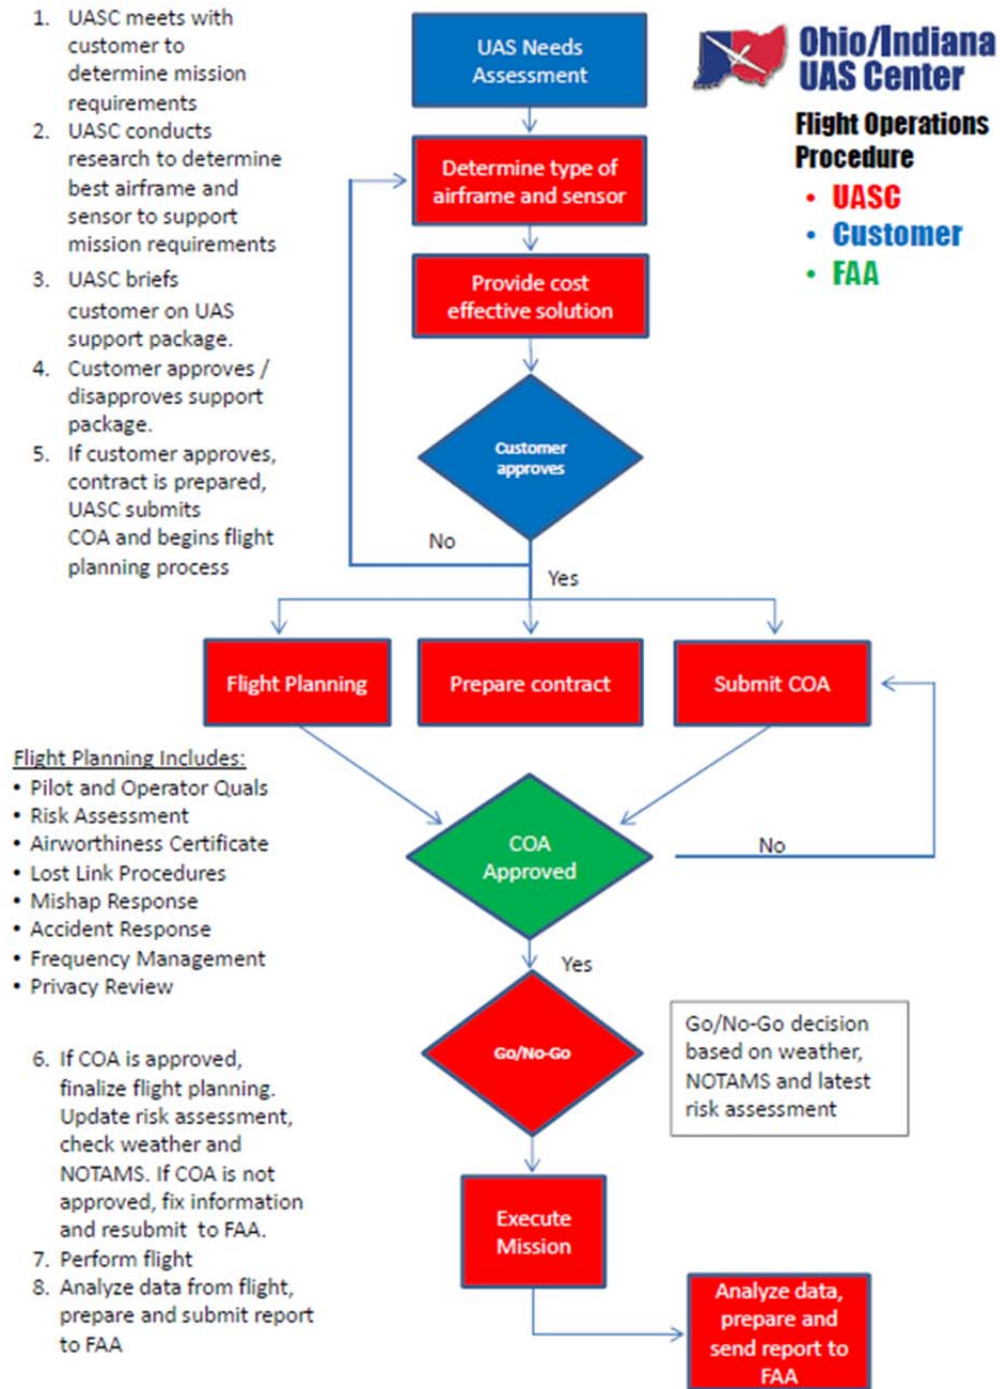 1. UASC meets with
customer to
determine mission
requirements
2. UASC conducts
research to determine
best airframe and
sensor to support
mission requirements
3. UASC briefs
customer on UAS
support package.
4. Customer approves /
disapproves support
package.
5. If customer approves,
contract is prepared,
UASC submits
COA and begins flight
planning process
UAS Needs
Assessment
Determine type of
airframe and sensor
Provide cost
effective solution
Customer
approves
No
Yes
Ohio/Indiana
UAS Center
Flight Operations
Procedure
• UASC
• Customer
• FAA
Flight Planning
Prepare contract
Submit COA
Flight Planning Includes:
• Pilot and Operator Quals
• Risk Assessment
• Airworthiness Certificate
• Lost Link Procedures
• Mishap Response
• Accident Response
• Frequency Management
• Privacy Review
COA
Approved
No
Yes
Go/No-Go
Go/No-Go decision
based on weather,
NOTAMS and latest
risk assessment
6. If COA is approved,
finalize flight planning.
Update risk assessment,
check weather and
NOTAMS. If COA is not
approved, fix information
and resubmit to FAA.
7. Perform flight
8. Analyze data from flight,
prepare and submit report
to FAA
Execute
Mission
Analyze data,
prepare and
send report to
FAA